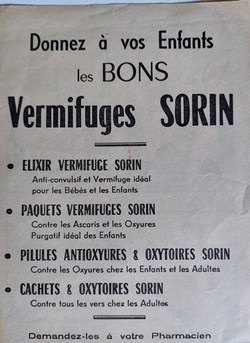 Donnez à vos Enfants
les BONS
Vermifuges SORIN
ELIXIR VERMIFUGE SORIN
Anti-convulsif et Vermifuge idéal
pour les Bébés et les Enfants
PAQUETS VERMIFUGES SORIN
Contre les Ascaris et les Oxyures
Purgatif idéal des Enfants
PILULES ANTIOXYURES & OXYTOIRES SORIN
Contre les Oxyures chez les Enfants et les Adultes
CACHETS & OXYTOIRES SORIN
Contre tous les vers chez les Adultes
Demandez-les à votre Pharmacien